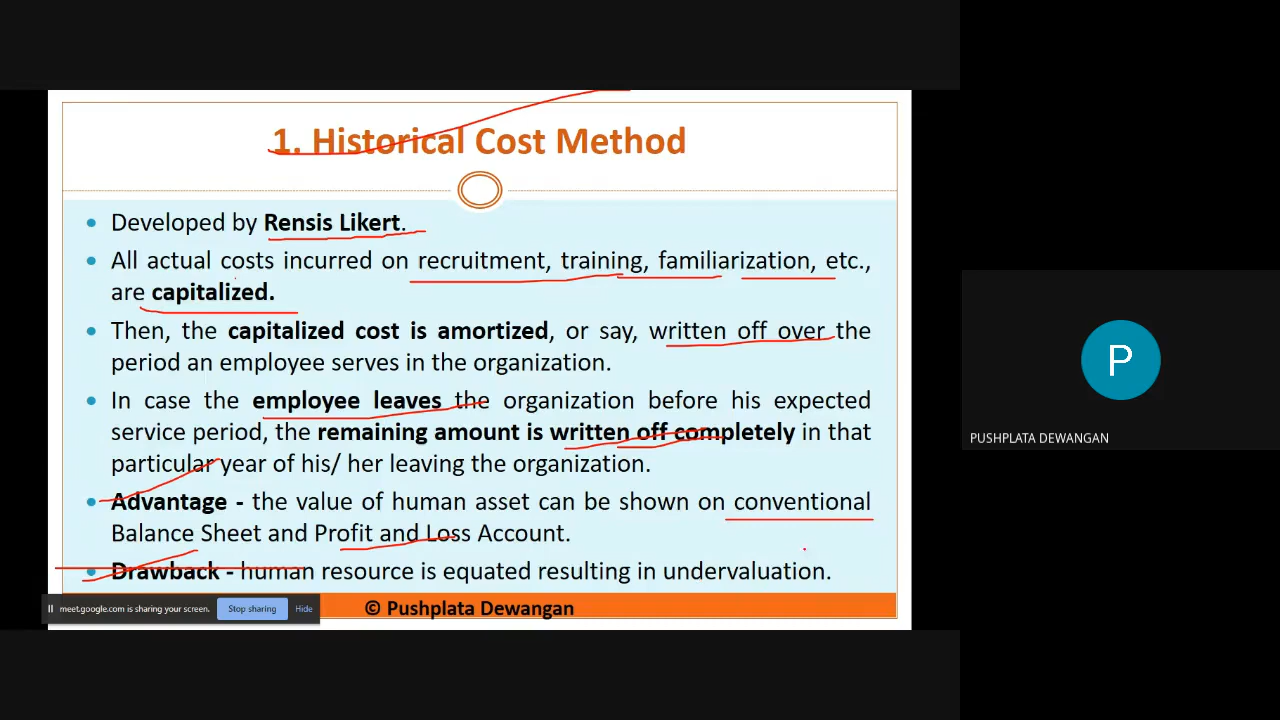 1. Historical Cost Method
• Developed by Rensis Likert.
• All actual costs incurred on recruitment, training, familiarization, etc.,
are capitalized.
• Then, the capitalized cost is amortized, or say, written off over the
period an employee serves in the organization.
• In case the employee leaves the organization before his expected
service period, the remaining amount is written off completely in that
particular year of his/ her leaving the organization.
• Advantage - the value of human asset can be shown on conventional
Balance Sheet and Profit and Loss Account.
• Drawback - human resource is equated resulting in undervaluation.
meet.google.com is sharing your screen. Stop sharing Hide
© Pushplata Dewangan
P
PUSHPLATA DEWANGAN